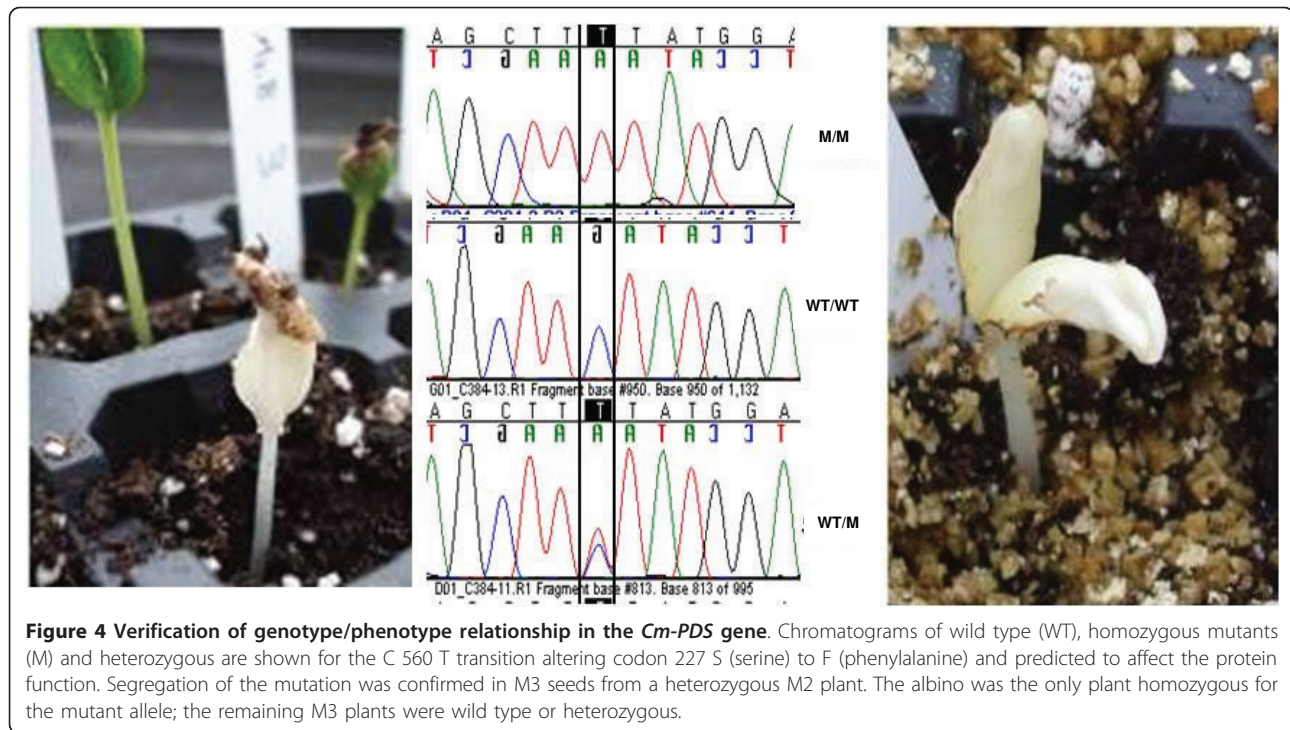 A G C T T T T A T G G A
T C G A A A A T A C C T
M/M
T C G A A G A T A C C T
WT/WT
G01_C384-13.R1 Fragment base #950. Base 950 of 1,132
A G C T T T T A T G G A
T C G A A A A T A C C T
WT/M
D01_C384-11.R1 Fragment base #813. Base 813 of 995
Figure 4 Verification of genotype/phenotype relationship in the Cm-PDS gene. Chromatograms of wild type (WT), homozygous mutants
(M) and heterozygous are shown for the C 560 T transition altering codon 227 S (serine) to F (phenylalanine) and predicted to affect the protein
function. Segregation of the mutation was confirmed in M3 seeds from a heterozygous M2 plant. The albino was the only plant homozygous for
the mutant allele; the remaining M3 plants were wild type or heterozygous.